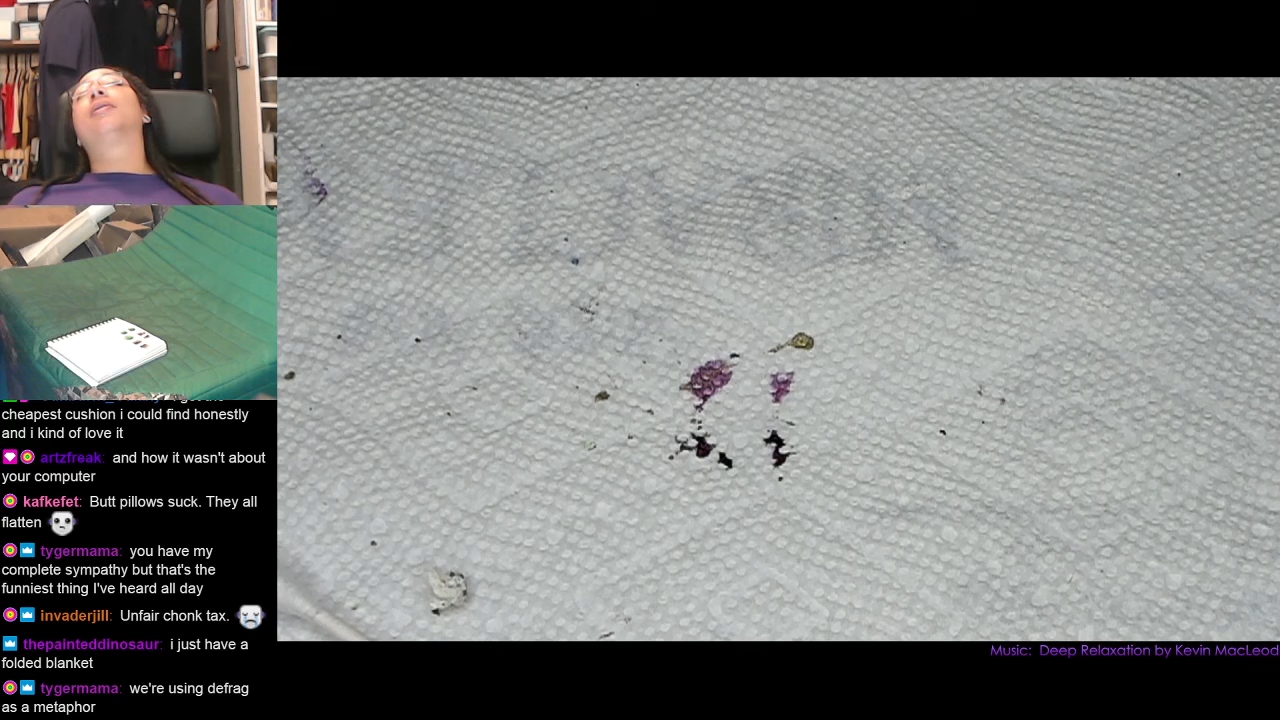 cheapest cushion i could find honestly
and i kind of love it
artzfreak: and how it wasn't about
your computer
kafkefet: Butt pillows suck. They all
flatten
tygermama: you have my
complete sympathy but that's the
funniest thing I've heard all day
invaderjill: Unfair chonk tax.
thepainteddinosaur: i just have a
folded blanket
tygermama: we're using defrag
as a metaphor
Music: Deep Relaxation by Kevin MacLeod